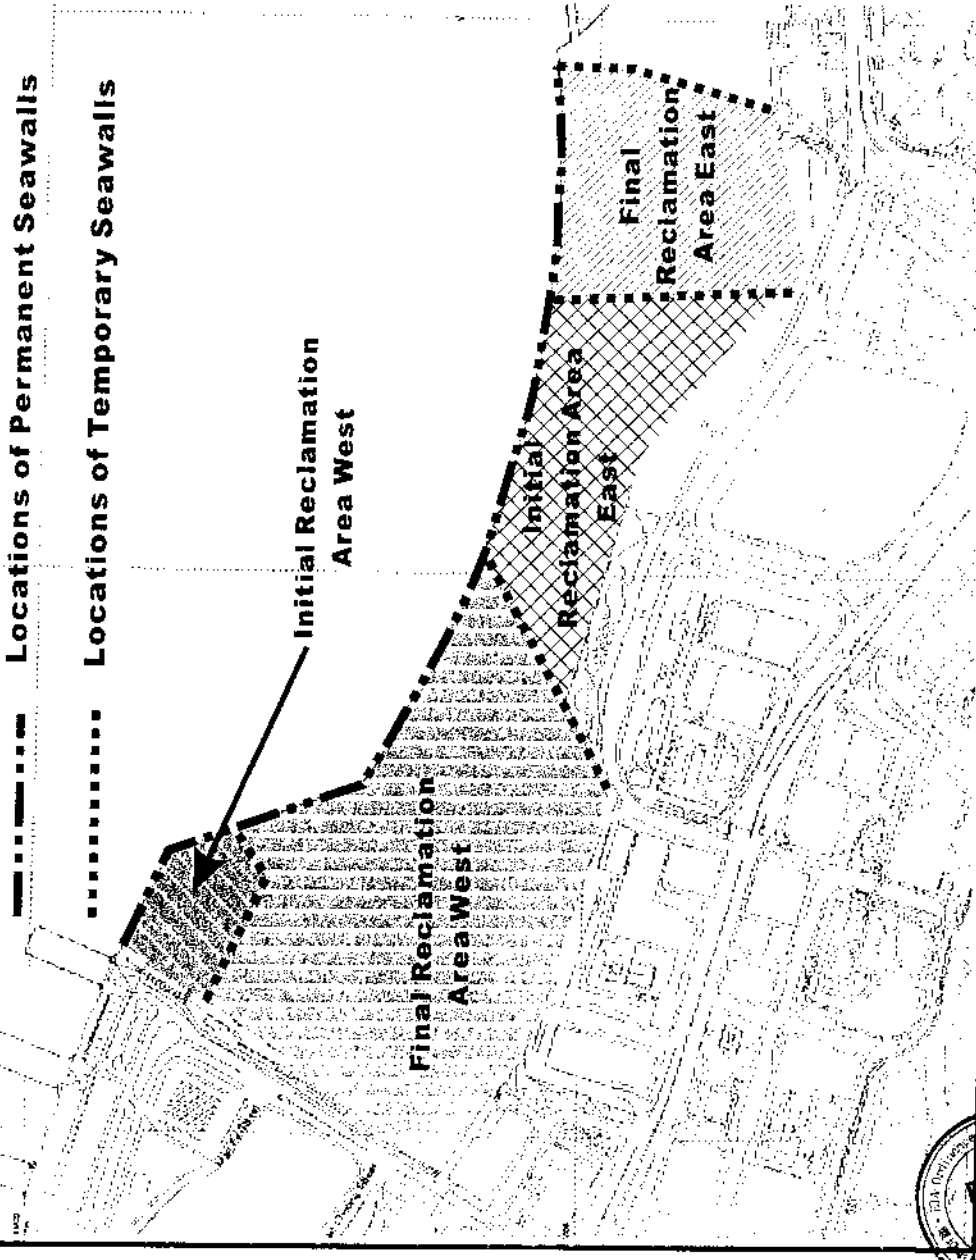 Locations of Permanent Seawalls
Locations of Temporary Seawalls
Initial Reclamation
Area West
Final Reclamation
Area West
Initial
Reclamation Area
East
Final
Reclamation
Area East